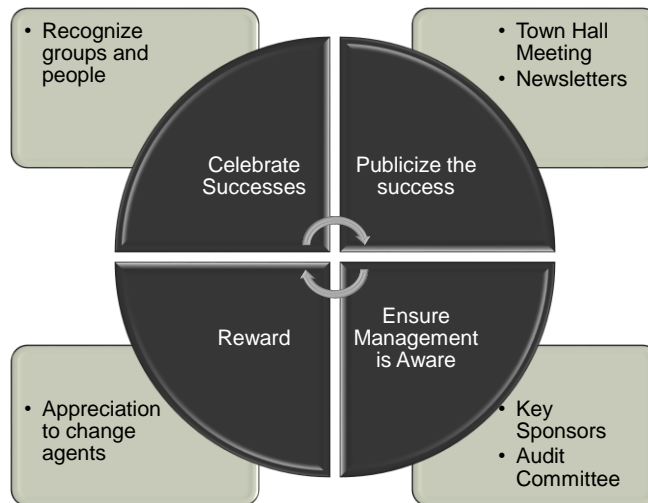 • Recognize
groups and
people
• Town Hall
Meeting
• Newsletters
Celebrate
Successes
Publicize the
success
Reward
Ensure
Management
is Aware
• Appreciation
to change
agents
• Key
Sponsors
• Audit
Committee